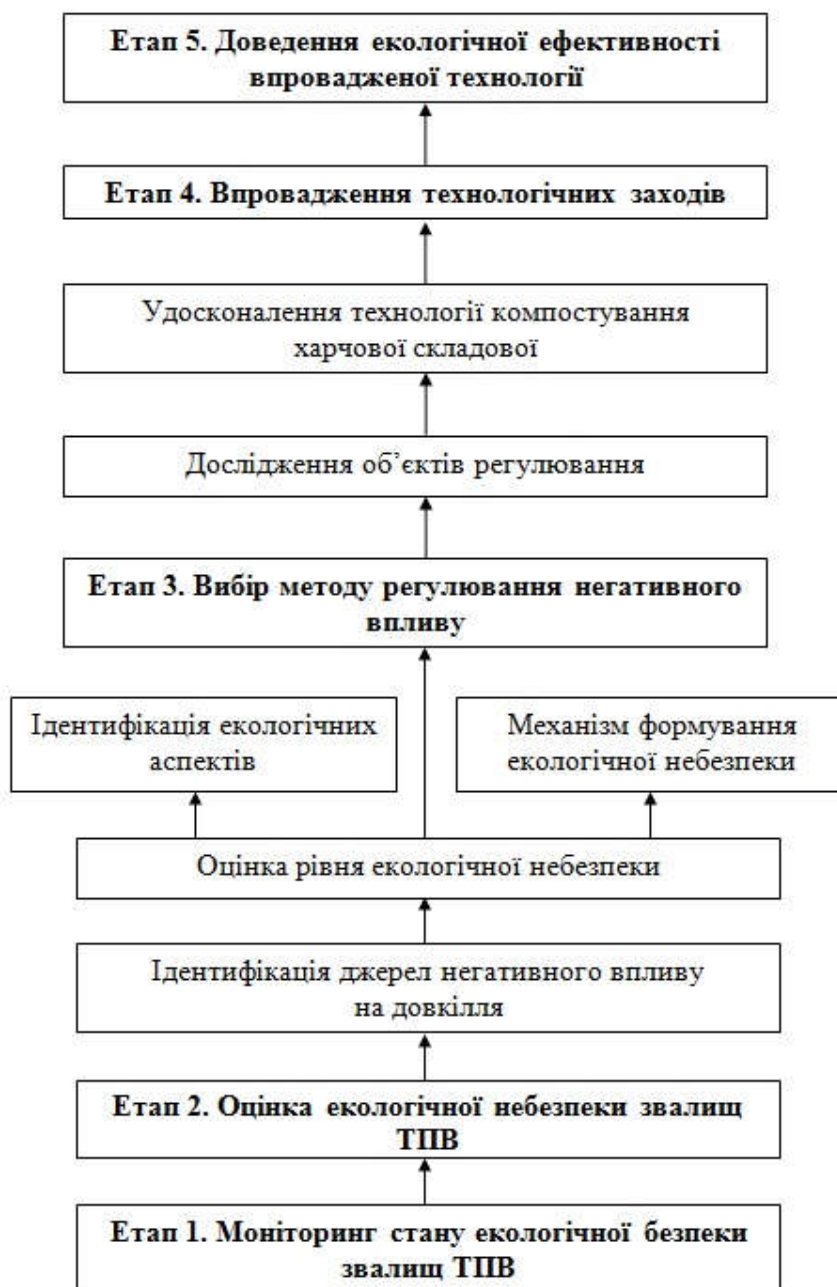 Етап 5. Доведення екологічної ефективності
впровадженої технології
Етап 4. Впровадження технологічних заходів
Удосконалення технології компостування
харчової складової
Дослідження об’єктів регулювання
Етап 3. Вибір методу регулювання негативного
впливу
Ідентифікація екологічних
аспектів
Механізм формування
екологічної небезпеки
Оцінка рівня екологічної небезпеки
Ідентифікація джерел негативного впливу
на довкілля
Етап 2. Оцінка екологічної небезпеки звалищ
ТПВ
Етап 1. Моніторинг стану екологічної безпеки
звалищ ТПВ